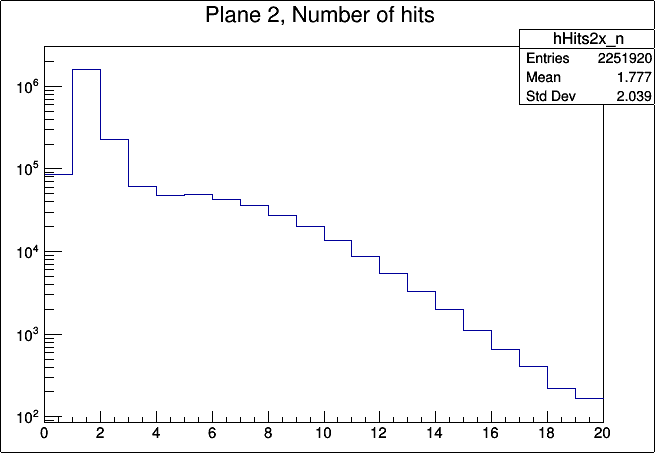 Plane 2, Number of hits
hHits2x_n
Entries 2251920
Mean 1.777
Std Dev 2.039
10^6
10^5
10^4
10^3
10^2
0 2 4 6 8 10 12 14 16 18 20